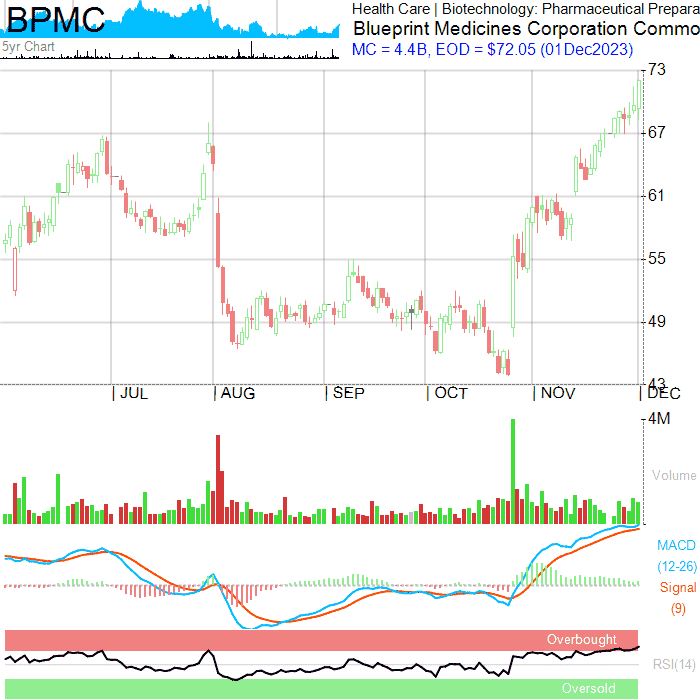 BPMC
5yr Chart
Health Care | Biotechnology: Pharmaceutical Prepara
Blueprint Medicines Corporation Commo
MC = 4.4B, EOD = $72.05 (01Dec2023)
73
67
61
55
49
43
JUL AUG SEP OCT NOV DEC
4M
Volume
MACD
(12-26)
Signal
(9)
Overbought
RSI(14)
Oversold